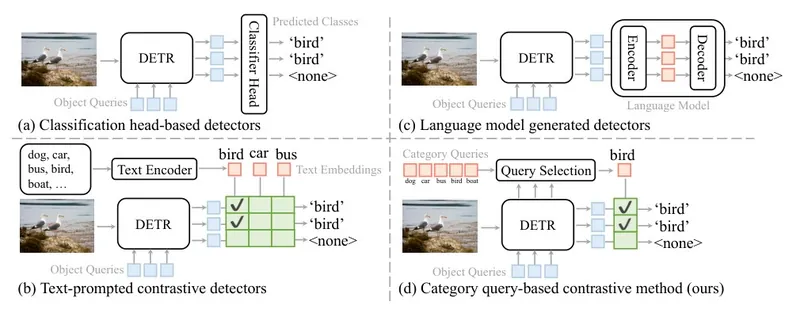 Predicted Classes
DETR
Classifier Head
‘bird’
‘bird’
<none>
Object Queries
(a) Classification head-based detectors
DETR
Encoder
Decoder
‘bird’
‘bird’
<none>
Object Queries
Language Model
(c) Language model generated detectors
dog, car,
bus, bird,
boat, ...
Text Encoder
bird car bus
Text Embeddings
DETR
‘bird’
‘bird’
<none>
Object Queries
(b) Text-prompted contrastive detectors
Category Queries
dog car bus bird boat
Query Selection
bird
DETR
‘bird’
‘bird’
<none>
Object Queries
(d) Category query-based contrastive method (ours)